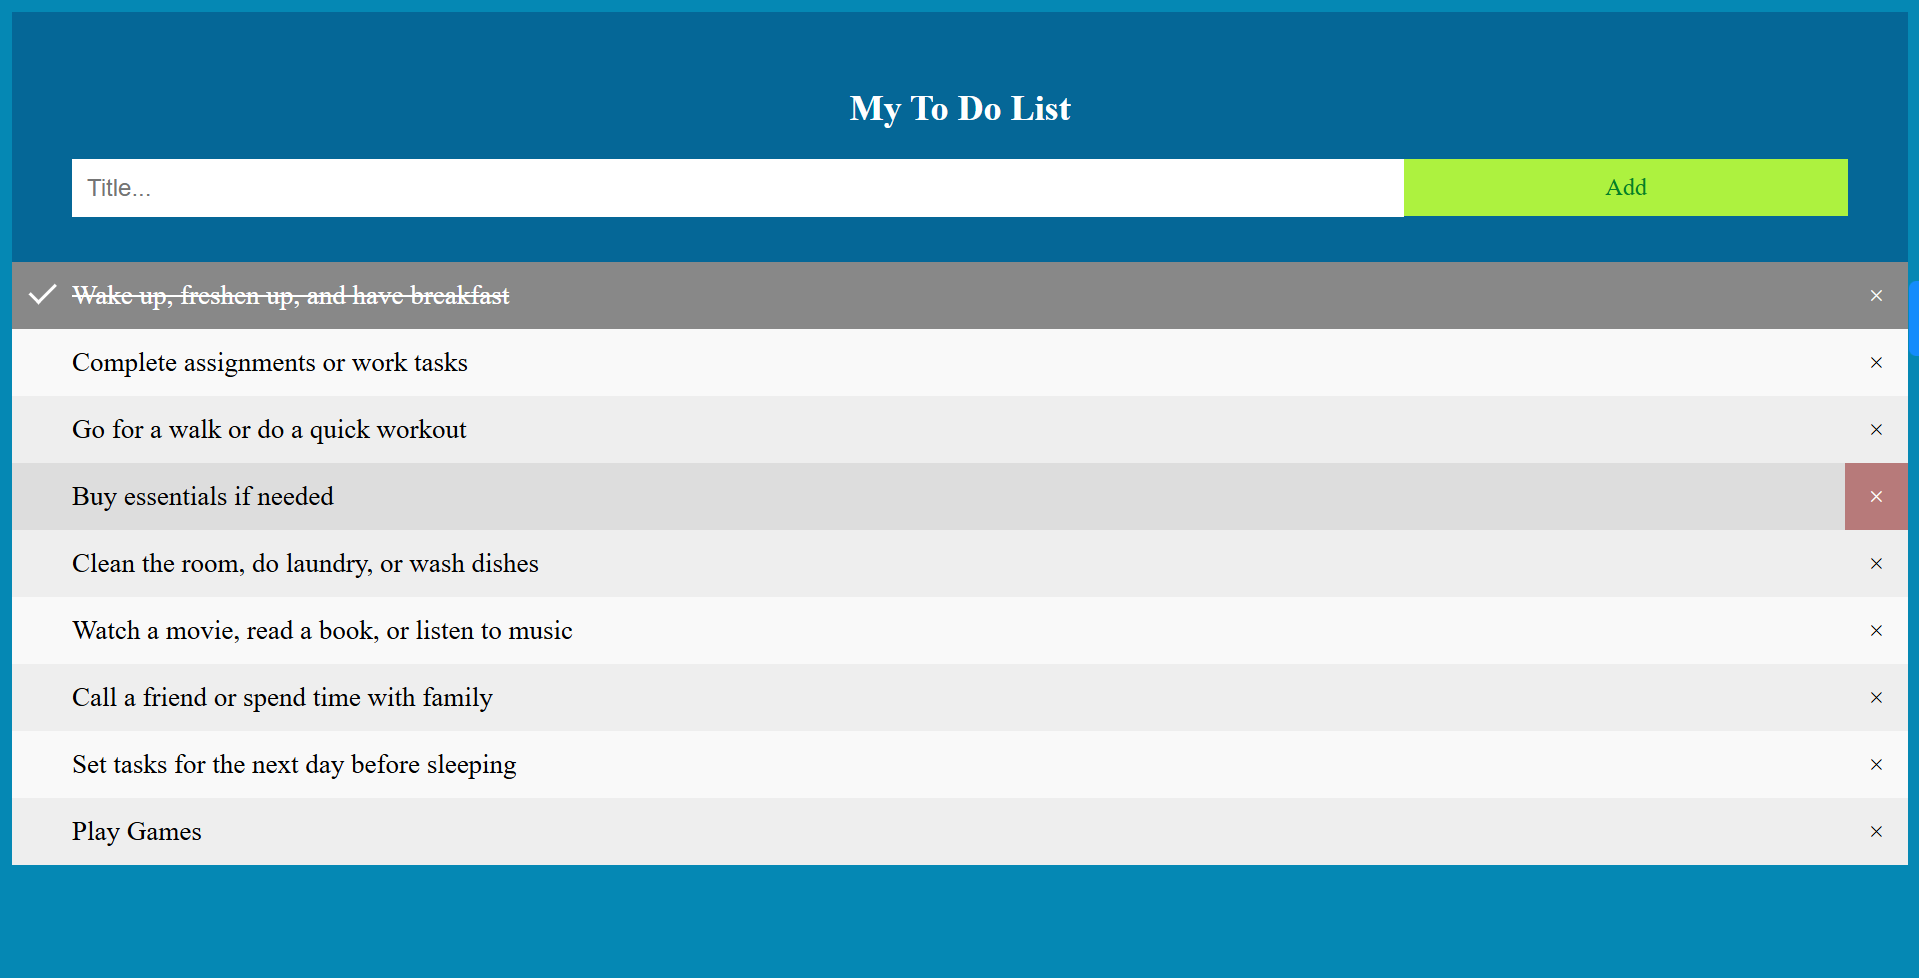 My To Do List
Title...
Add
Wake up, freshen up, and have breakfast ×
Complete assignments or work tasks ×
Go for a walk or do a quick workout ×
Buy essentials if needed ×
Clean the room, do laundry, or wash dishes ×
Watch a movie, read a book, or listen to music ×
Call a friend or spend time with family ×
Set tasks for the next day before sleeping ×
Play Games ×